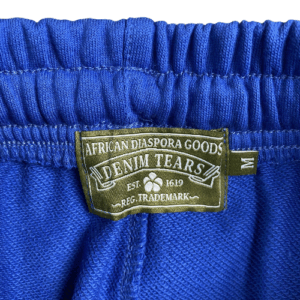 AFRICAN DIASPORA GOODS
DENIM TEARS
EST. 1619
REG. TRADEMARK
M